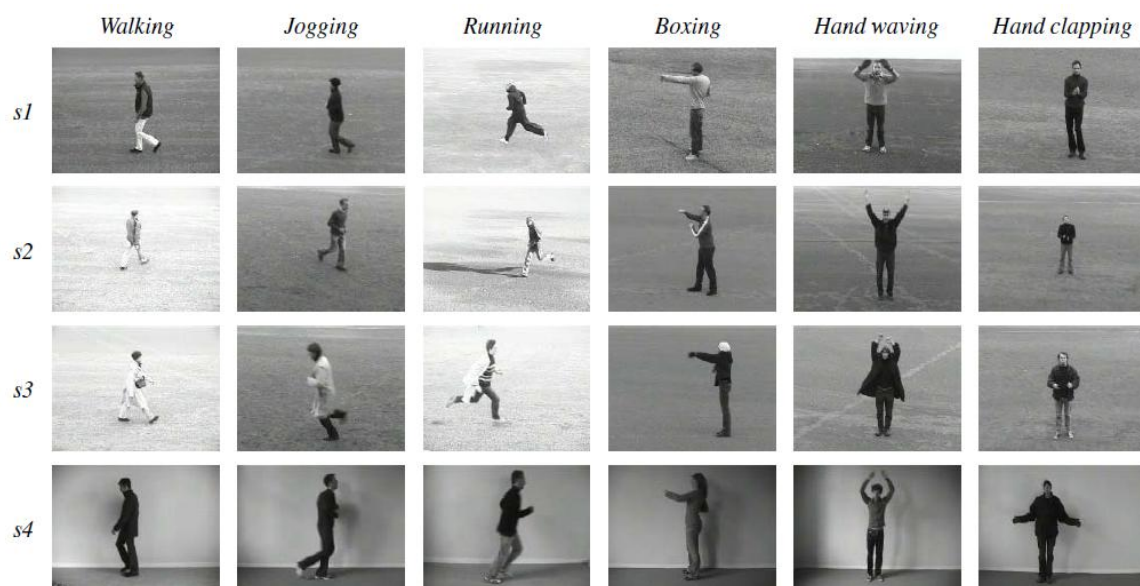 Walking Jogging Running Boxing Hand waving Hand clapping
s1
s2
s3
s4